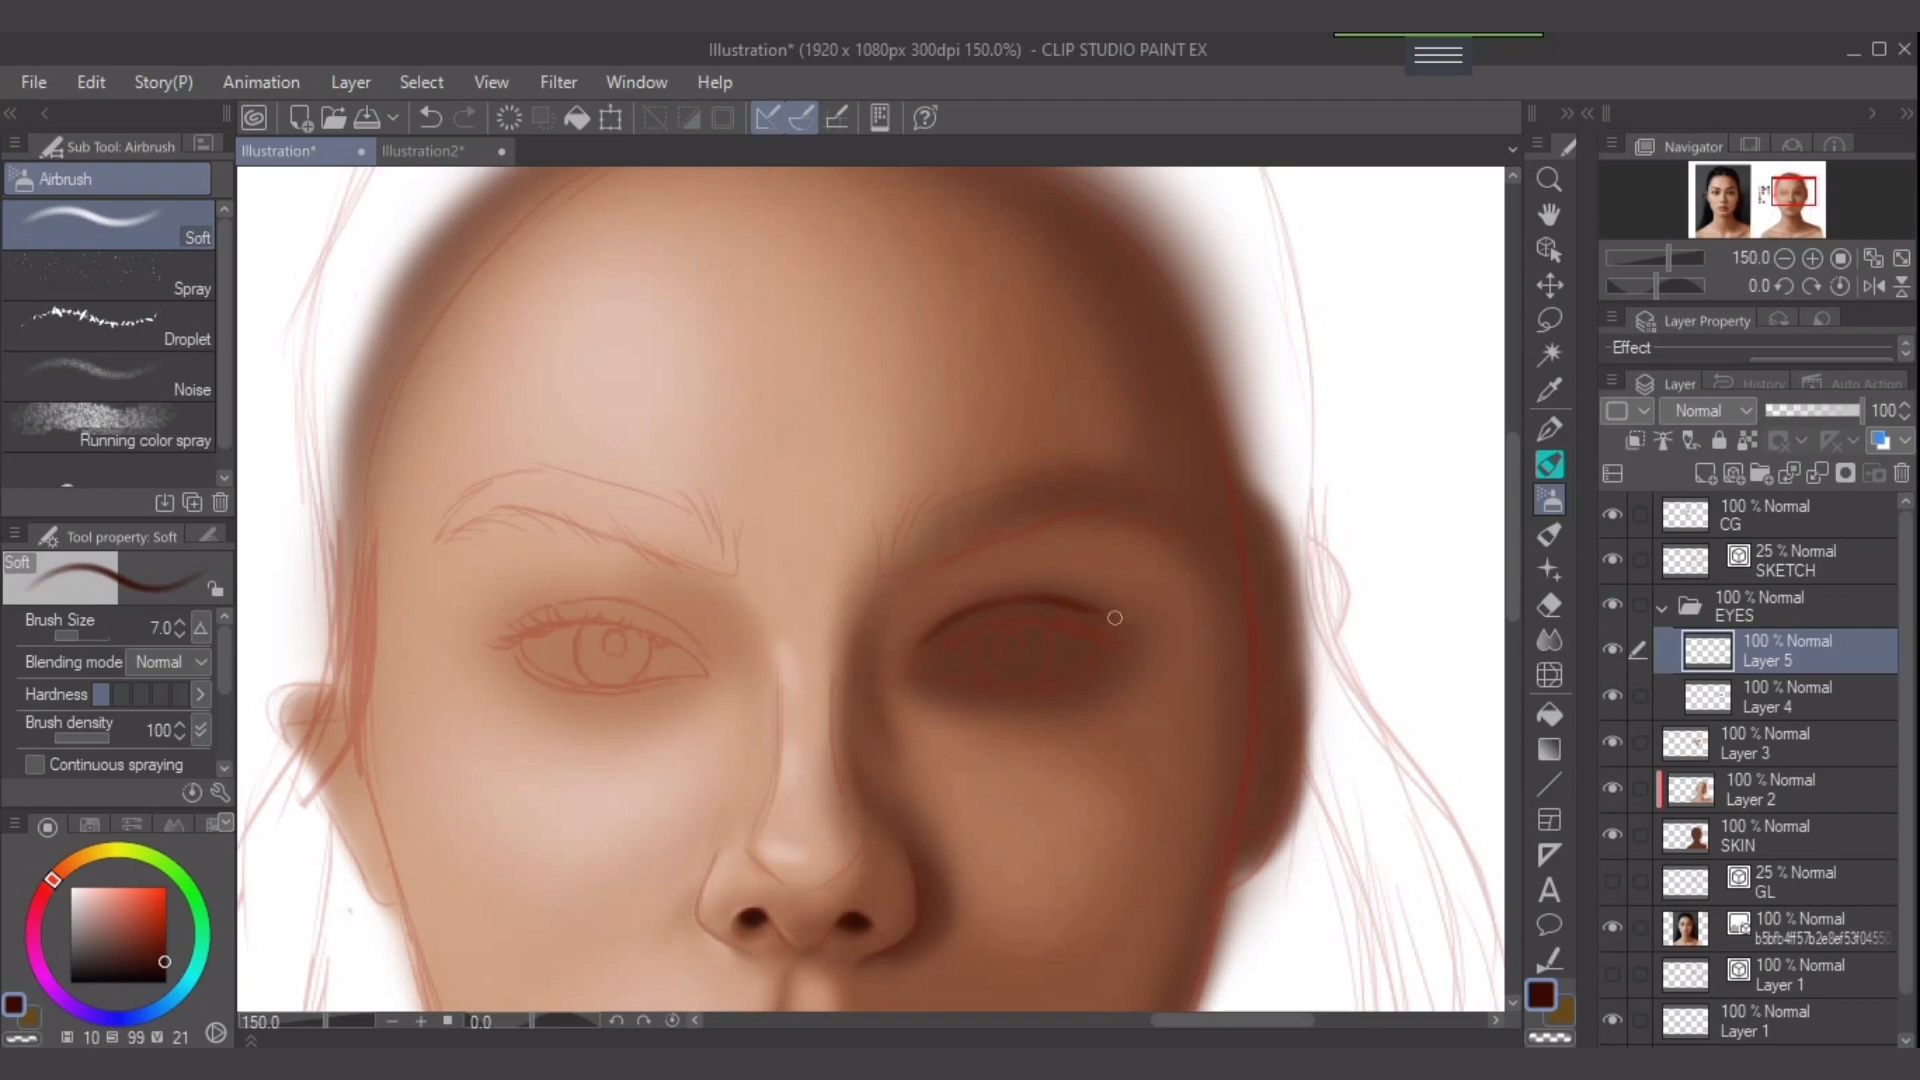 Illustration* (1920 x 1080px 300dpi 150.0%) - CLIP STUDIO PAINT EX
File Edit Story(P) Animation Layer Select View Filter Window Help
Sub Tool: Airbrush
Illustration*
Illustration2*
Airbrush
Soft
Spray
Droplet
Noise
Running color spray
Tool property: Soft
Soft
Brush Size 7.0
Blending mode Normal
Hardness
Brush density 100
Continuous spraying
H 10 S 99 V 21
150.0
0.0
Navigator
150.0
0.0
Layer Property
Effect
Layer History Auto Action
Normal 100
100 % Normal
CG
25 % Normal
SKETCH
100 % Normal
EYES
100 % Normal
Layer 5
100 % Normal
Layer 4
100 % Normal
Layer 3
100 % Normal
Layer 2
100 % Normal
SKIN
25 % Normal
GL
100 % Normal
100 % Normal
Layer 1
100 % Normal
Layer 1